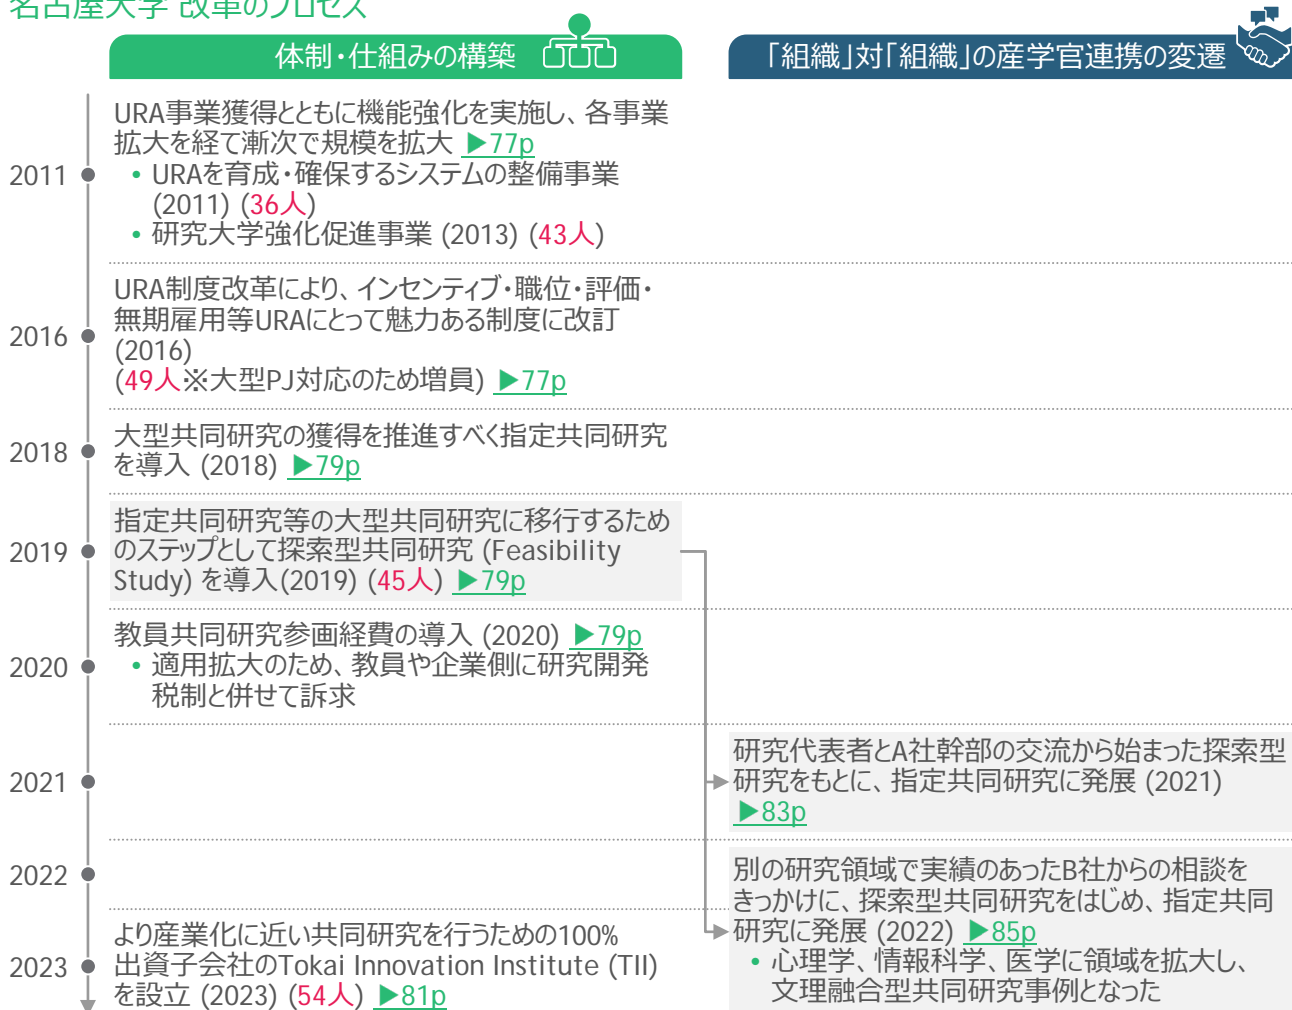 名古屋大学 改革のプロセス
体制・仕組みの構築
「組織」対「組織」の産学官連携の変遷
2011
URA事業獲得とともに機能強化を実施し、各事業
拡大を経て漸次で規模を拡大 ▶77p
• URAを育成・確保するシステムの整備事業
(2011) (36人)
• 研究大学強化促進事業 (2013) (43人)
2016
URA制度改革により、インセンティブ・職位・評価・
無期雇用等URAにとって魅力ある制度に改訂
(2016)
(49人※大型PJ対応のため増員) ▶77p
2018
大型共同研究の獲得を推進すべく指定共同研究
を導入 (2018) ▶79p
2019
指定共同研究等の大型共同研究に移行するため
のステップとして探索型共同研究 (Feasibility
Study) を導入(2019) (45人) ▶79p
2020
教員共同研究参画経費の導入 (2020) ▶79p
• 適用拡大のため、教員や企業側に研究開発
税制と併せて訴求
2021
研究代表者とA社幹部の交流から始まった探索型
研究をもとに、指定共同研究に発展 (2021)
▶83p
2022
別の研究領域で実績のあったB社からの相談を
きっかけに、探索型共同研究をはじめ、指定共同
研究に発展 (2022) ▶85p
• 心理学、情報科学、医学に領域を拡大し、
文理融合型共同研究事例となった
2023
より産業化に近い共同研究を行うための100%
出資子会社のTokai Innovation Institute (TII)
を設立 (2023) (54人) ▶81p